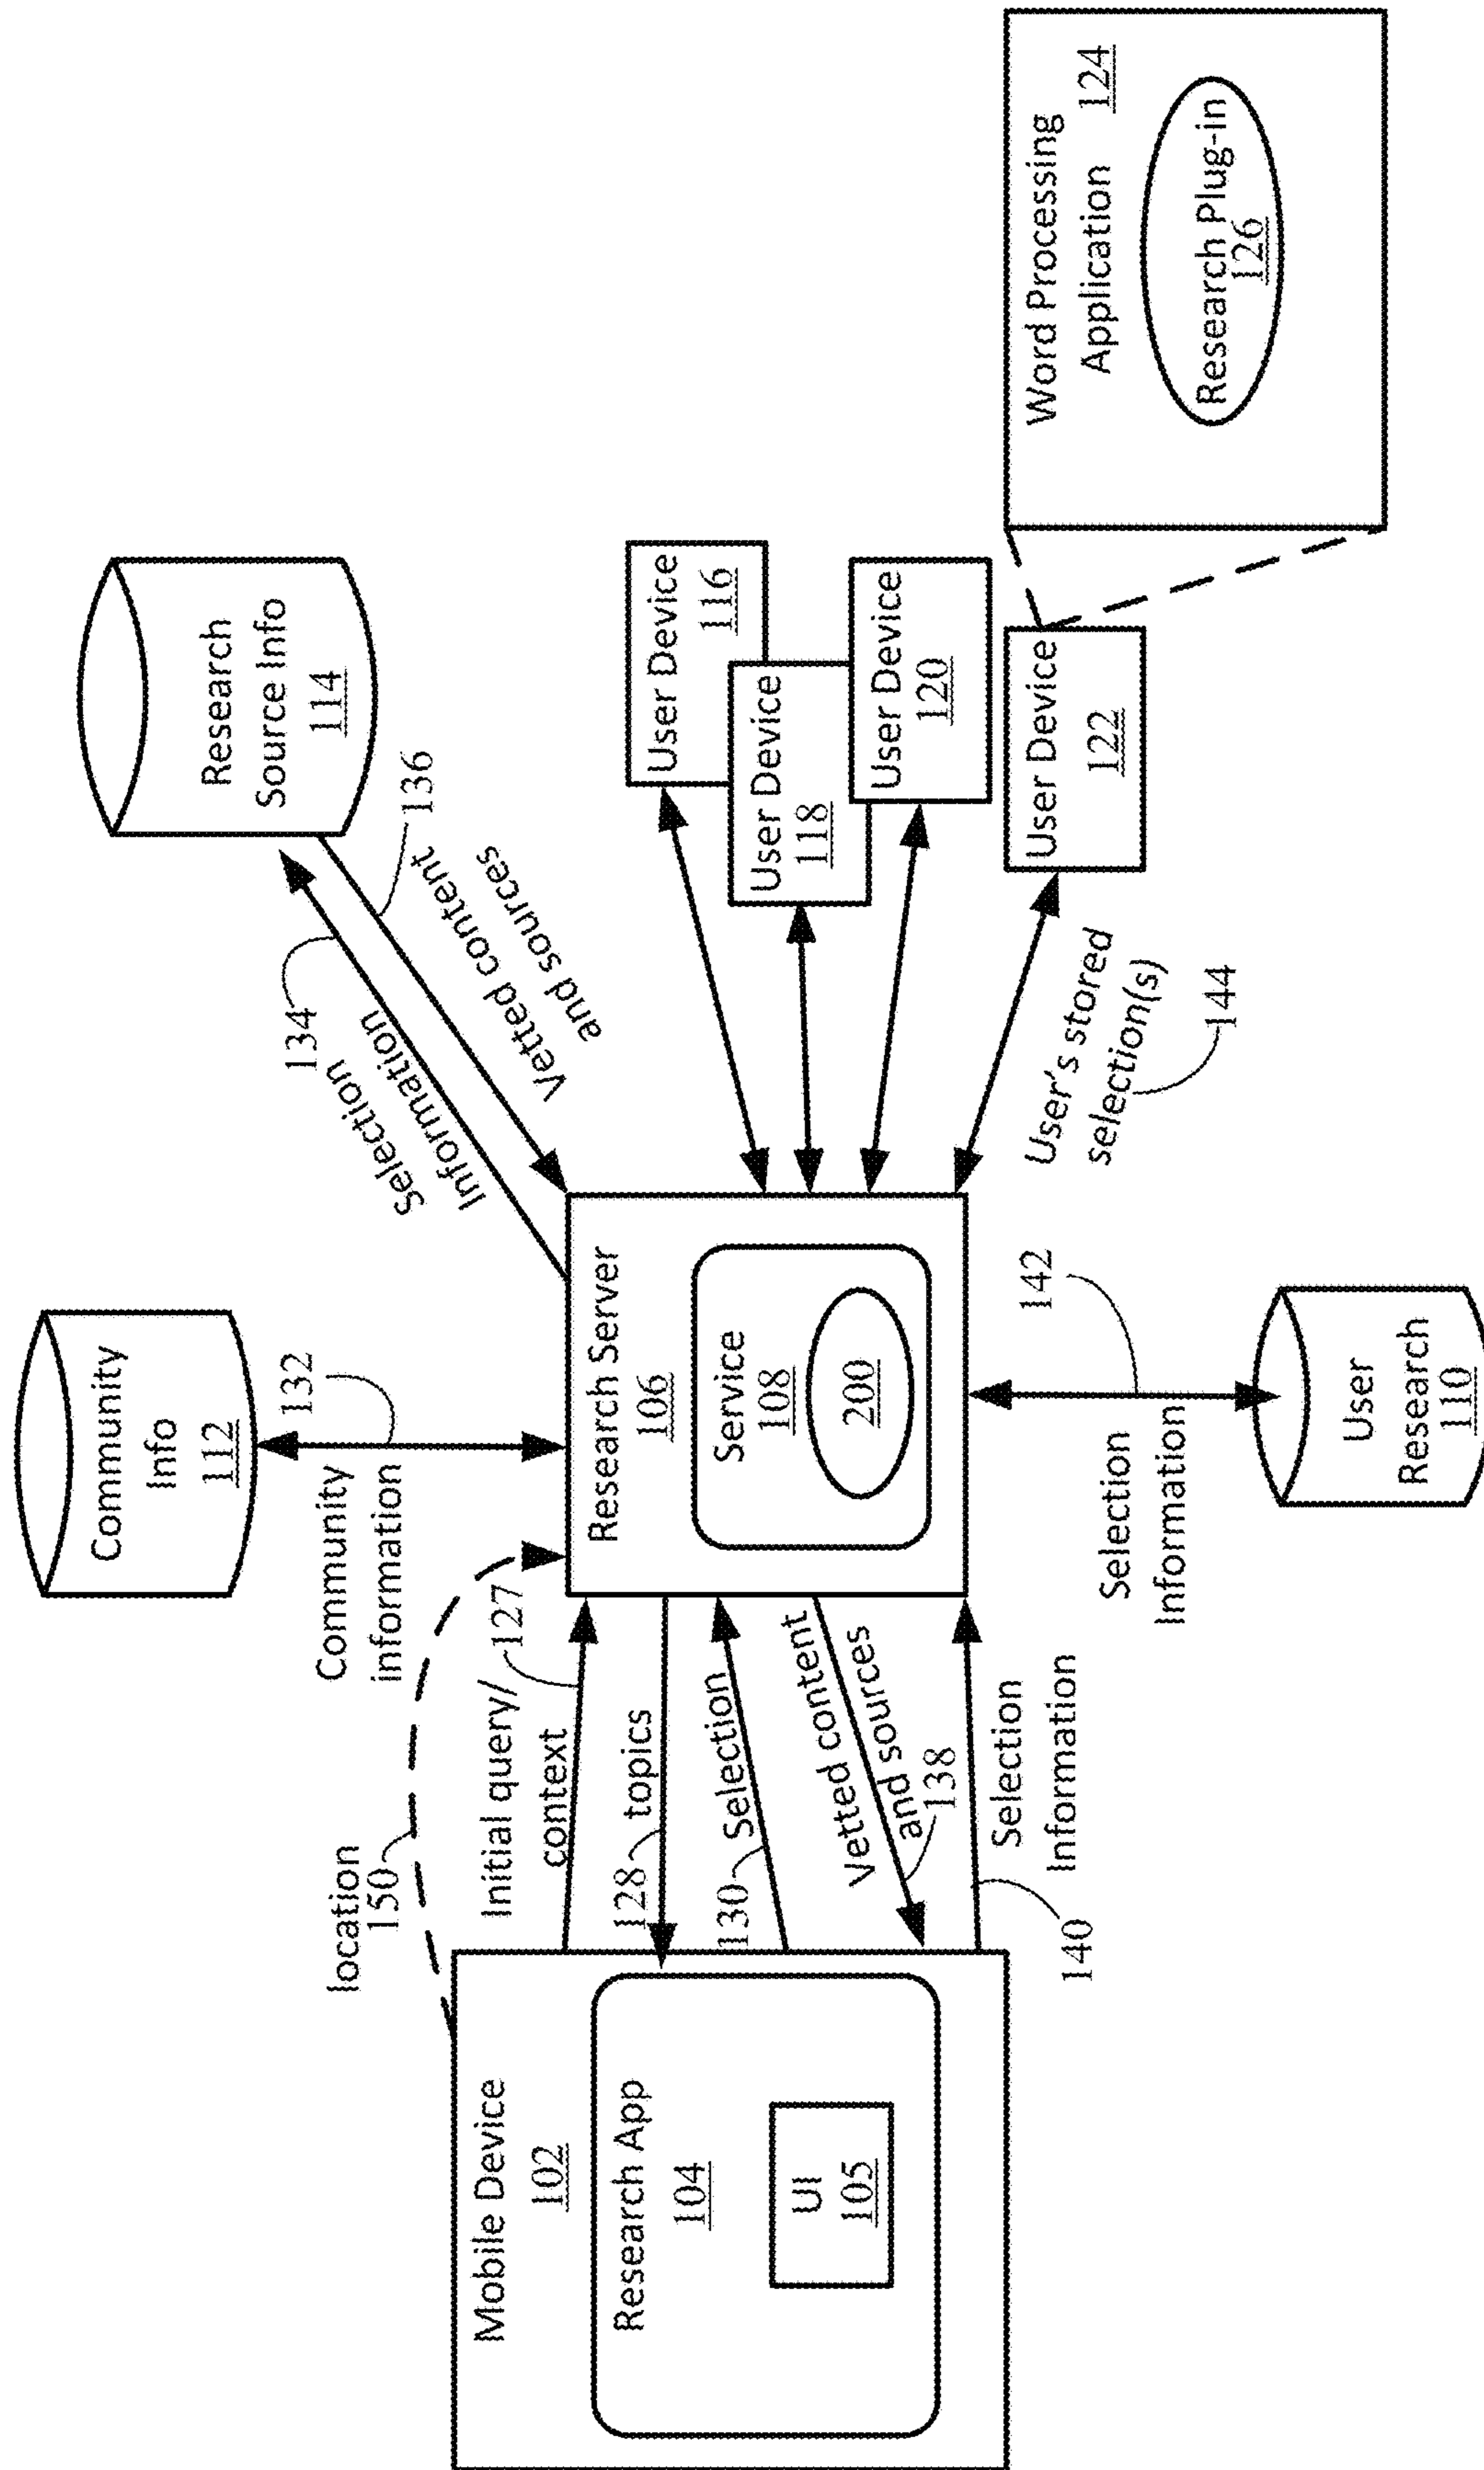 Mobile Device
102
Research App
104
UI
105
location
150
Initial query/
context
127
128
topics
130
Selection
Vetted content
and sources
138
Selection
Information
140
Community
Info
112
Community
information
132
Research Server
106
Service
108
200
Selection
Information
142
User
Research
110
134
Selection
Information
136
Vetted content
and sources
Research
Source Info
114
User Device
116
User Device
118
User Device
120
User Device
122
User's stored
selection(s)
144
Word Processing
Application 124
Research Plug-in
126